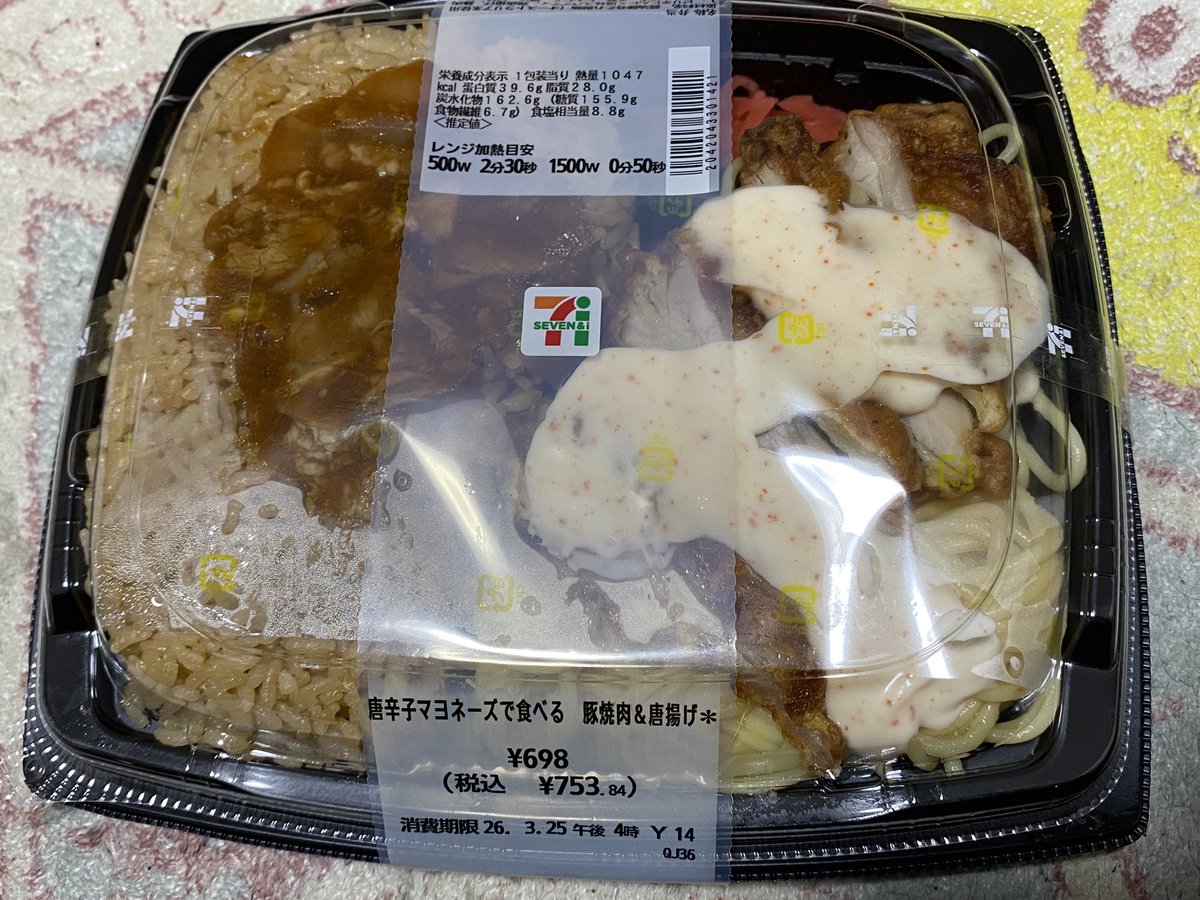 名称 弁当
栄養成分表示 1包装当り 熱量1047
kcal 蛋白質39.6g 脂質28.0g
炭水化物162.6g (糖質155.9g
食物繊維6.7g) 食塩相当量8.8g
<推定値>
レンジ加熱目安
500W 2分30秒 1500W 0分50秒
2042043301421
SEVEN&i
唐辛子マヨネーズで食べる 豚焼肉&唐揚げ*
¥698
(税込 ¥753.84)
消費期限 26. 3.25 午後 4時 Y 14
QJ36